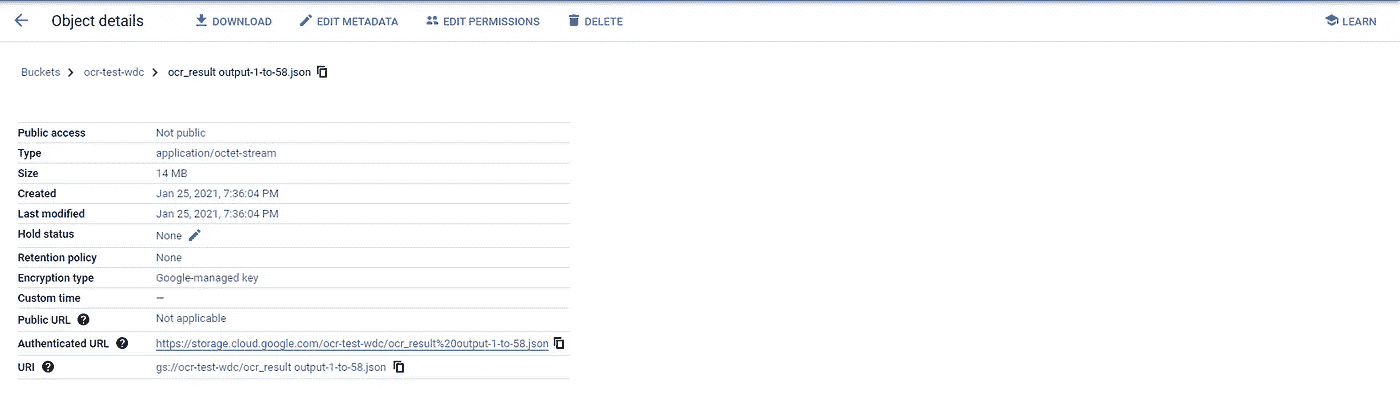 Object details DOWNLOAD EDIT METADATA EDIT PERMISSIONS DELETE LEARN
Buckets ocr-test-wdc ocr_result output-1-to-58.json
Public access Not public
Type application/octet-stream
Size 14 MB
Created Jan 25, 2021, 7:36:04 PM
Last modified Jan 25, 2021, 7:36:04 PM
Hold status None
Retention policy None
Encryption type Google-managed key
Custom time —
Public URL ? Not applicable
Authenticated URL ? https://storage.cloud.google.com/ocr-test-wdc/ocr_result%20output-1-to-58.json
URI ? gs://ocr-test-wdc/ocr_result output-1-to-58.json